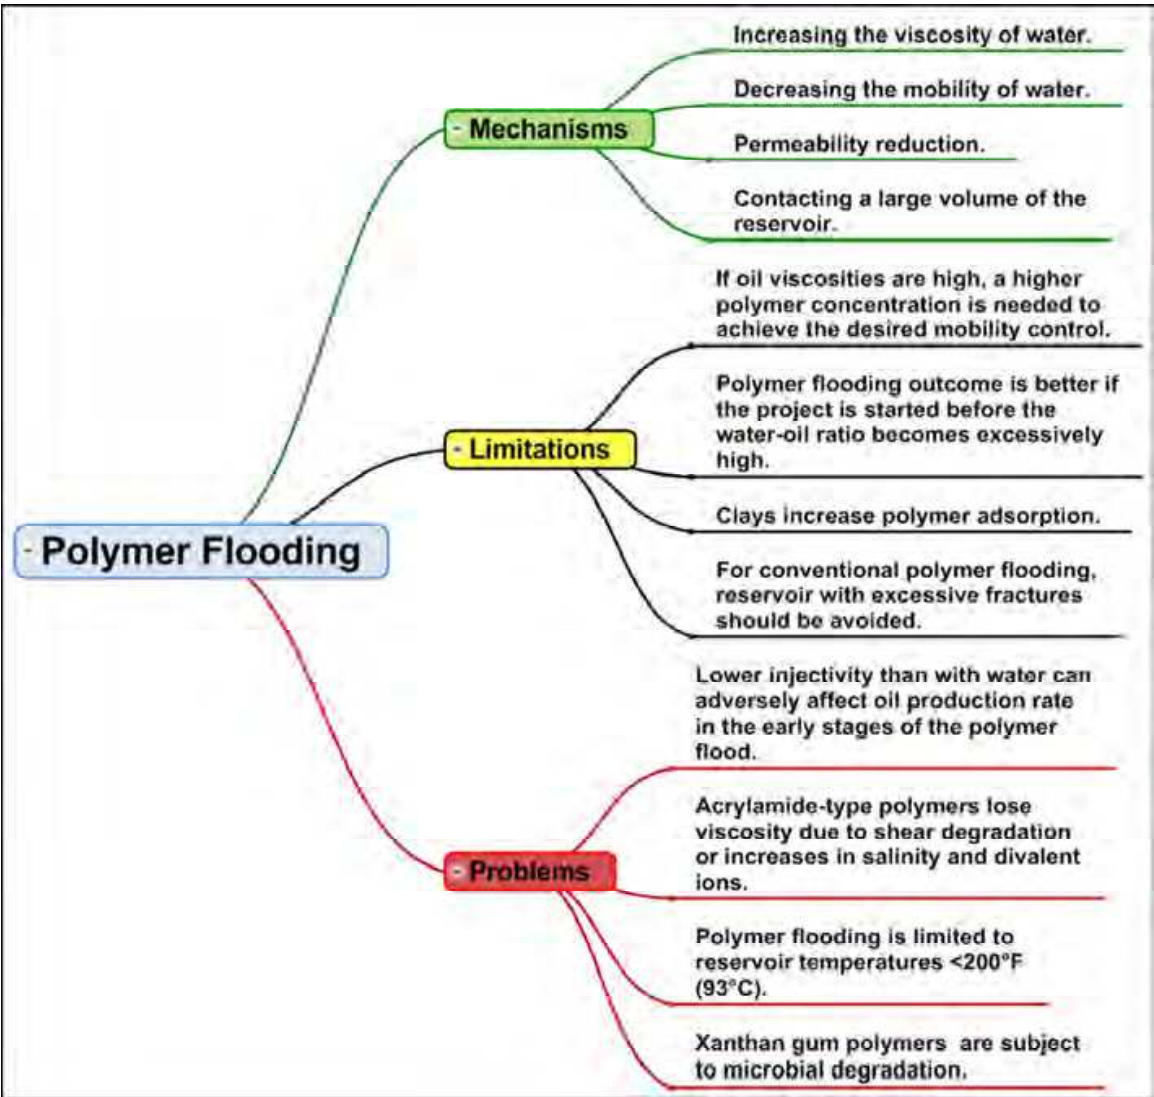 Polymer Flooding
Mechanisms
Increasing the viscosity of water.
Decreasing the mobility of water.
Permeability reduction.
Contacting a large volume of the
reservoir.
Limitations
If oil viscosities are high, a higher
polymer concentration is needed to
achieve the desired mobility control.
Polymer flooding outcome is better if
the project is started before the
water-oil ratio becomes excessively
high.
Clays increase polymer adsorption.
For conventional polymer flooding,
reservoir with excessive fractures
should be avoided.
Problems
Lower injectivity than with water can
adversely affect oil production rate
in the early stages of the polymer
flood.
Acrylamide-type polymers lose
viscosity due to shear degradation
or increases in salinity and divalent
ions.
Polymer flooding is limited to
reservoir temperatures <200°F
(93°C).
Xanthan gum polymers are subject
to microbial degradation.